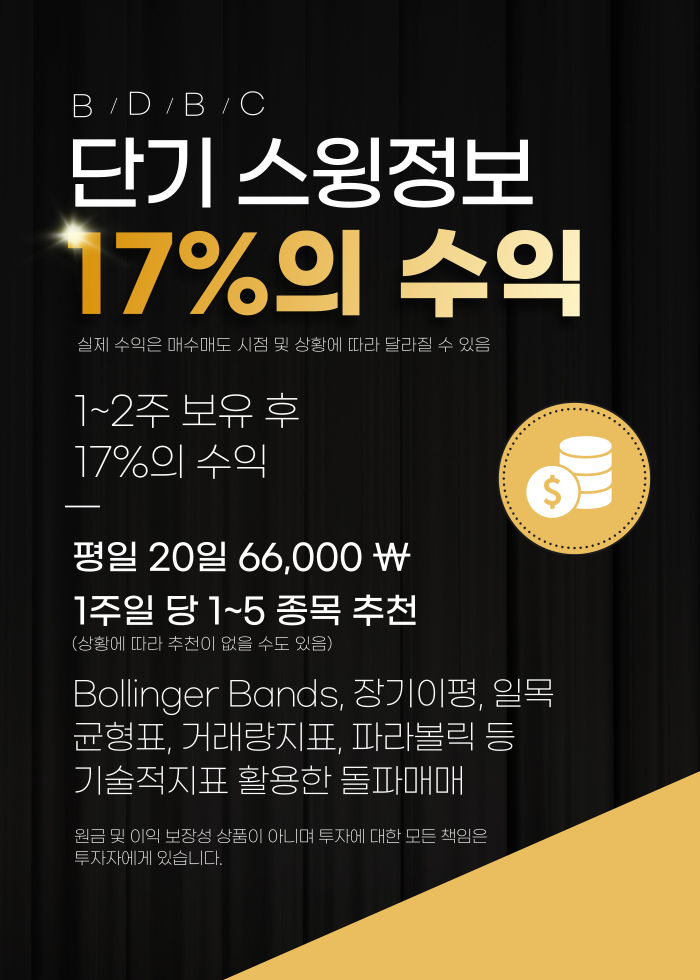 B / D / B / C
단기 스윙정보
17%의 수익
실제 수익은 매수매도 시점 및 상황에 따라 달라질 수 있음
1~2주 보유 후
17%의 수익
평일 20일 66,000 ₩
1주일 당 1~5 종목 추천
(상황에 따라 추천이 없을 수도 있음)
Bollinger Bands, 장기이평, 일목
균형표, 거래량지표, 파라볼릭 등
기술적지표 활용한 돌파매매
원금 및 이익 보장성 상품이 아니며 투자에 대한 모든 책임은
투자자에게 있습니다.
$